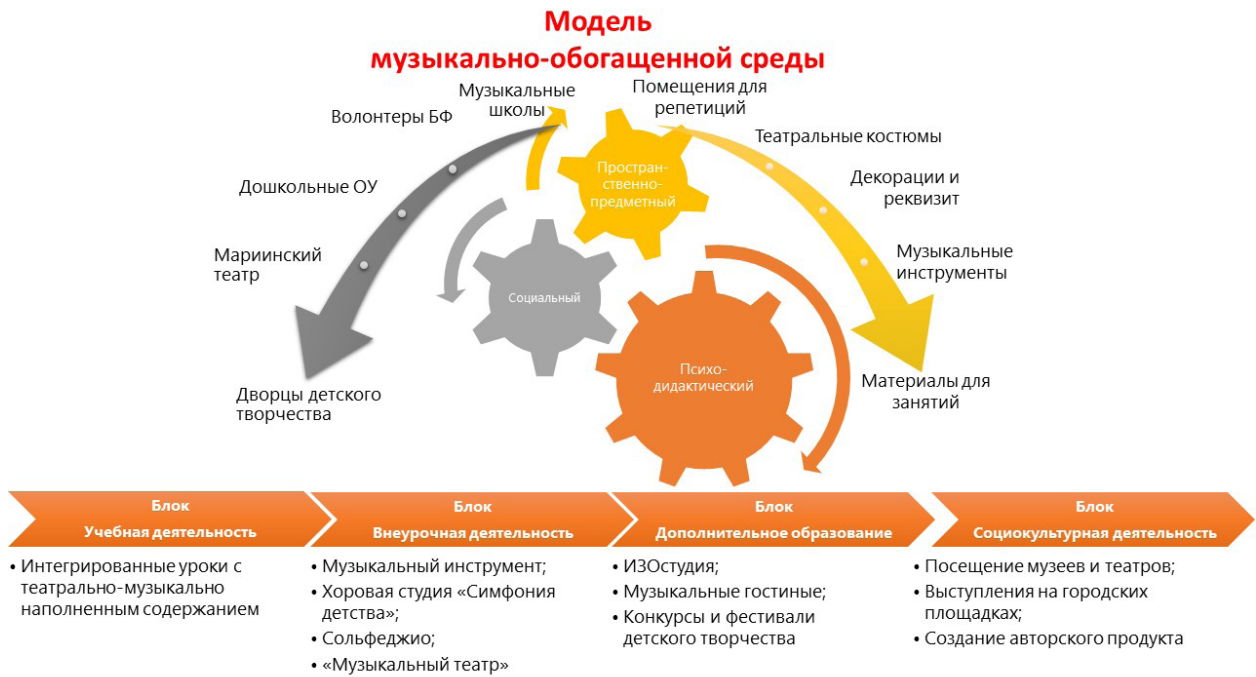 Модель
музыкально-обогащенной среды
Музыкальные
школы
Волонтеры БФ
Дошкольные ОУ
Мариинский
театр
Дворцы детского
творчества
Помещения для
репетиций
Театральные костюмы
Декорации и
реквизит
Музыкальные
инструменты
Материалы для
занятий
Простран-
ственно-
предметный
Социальный
Психо-
дидактический
Блок
Учебная деятельность
• Интегрированные уроки с
театрально-музыкально
наполненным содержанием
Блок
Внеурочная деятельность
• Музыкальный инструмент;
• Хоровая студия «Симфония
детства»;
• Сольфеджио;
• «Музыкальный театр»
Блок
Дополнительное образование
• ИЗОстудия;
• Музыкальные гостиные;
• Конкурсы и фестивали
детского творчества
Блок
Социокультурная деятельность
• Посещение музеев и театров;
• Выступления на городских
площадках;
• Создание авторского продукта